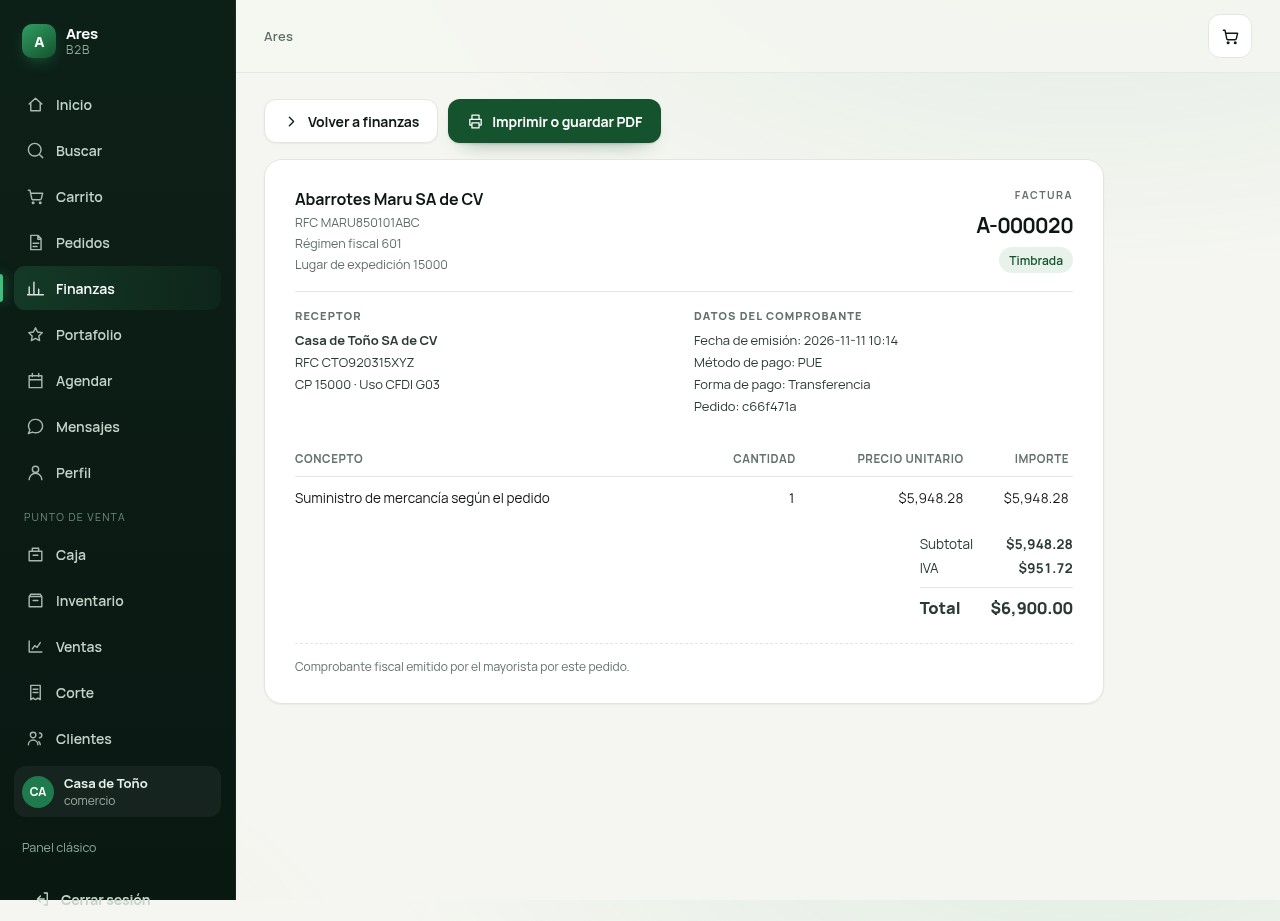 A
Ares
B2B
Inicio
Buscar
Carrito
Pedidos
Finanzas
Portafolio
Agendar
Mensajes
Perfil
PUNTO DE VENTA
Caja
Inventario
Ventas
Corte
Clientes
CA
Casa de Toño
comercio
Panel clásico
Cerrar sesión
Ares
Volver a finanzas
Imprimir o guardar PDF
Abarrotes Maru SA de CV
RFC MARU850101ABC
Régimen fiscal 601
Lugar de expedición 15000
FACTURA
A-000020
Timbrada
RECEPTOR
Casa de Toño SA de CV
RFC CTO920315XYZ
CP 15000 · Uso CFDI G03
DATOS DEL COMPROBANTE
Fecha de emisión: 2026-11-11 10:14
Método de pago: PUE
Forma de pago: Transferencia
Pedido: c66f471a
CONCEPTO CANTIDAD PRECIO UNITARIO IMPORTE
Suministro de mercancía según el pedido 1 $5,948.28 $5,948.28
Subtotal $5,948.28
IVA $951.72
Total $6,900.00
Comprobante fiscal emitido por el mayorista por este pedido.